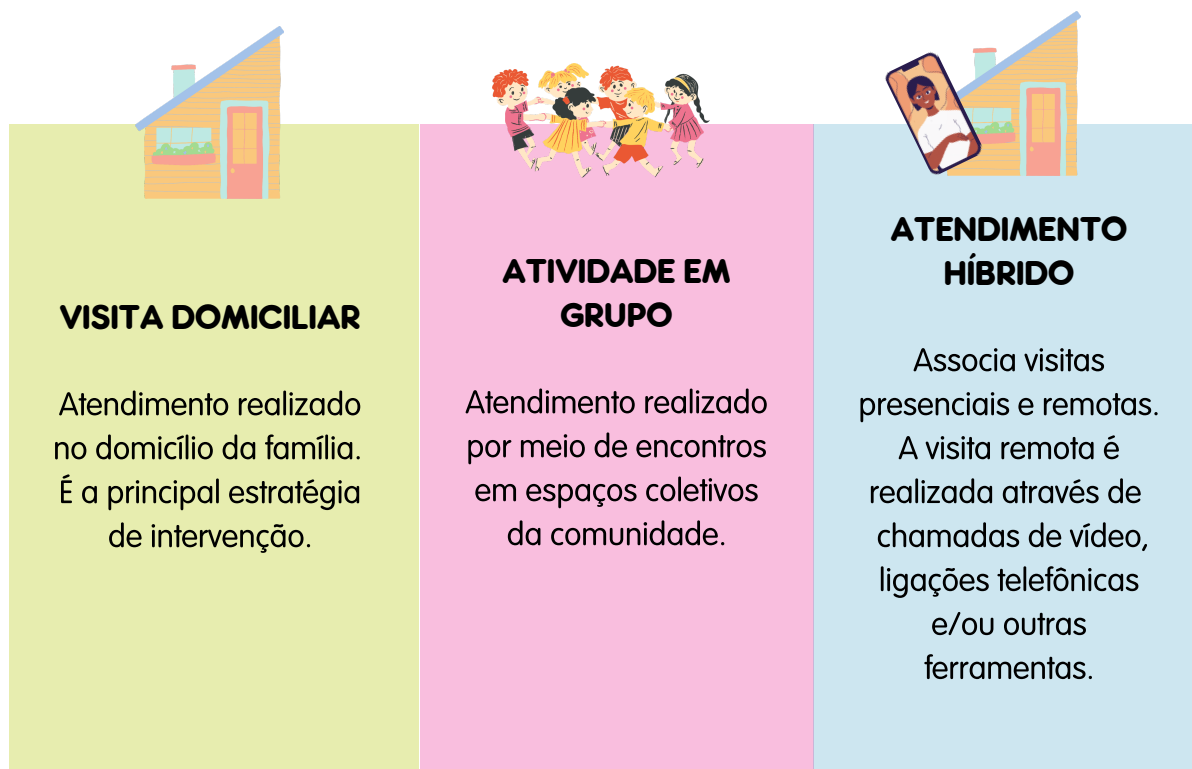 VISITA DOMICILIAR
Atendimento realizado
no domicílio da família.
É a principal estratégia
de intervenção.
ATIVIDADE EM
GRUPO
Atendimento realizado
por meio de encontros
em espaços coletivos
da comunidade.
ATENDIMENTO
HÍBRIDO
Associa visitas
presenciais e remotas.
A visita remota é
realizada através de
chamadas de vídeo,
ligações telefônicas
e/ou outras
ferramentas.